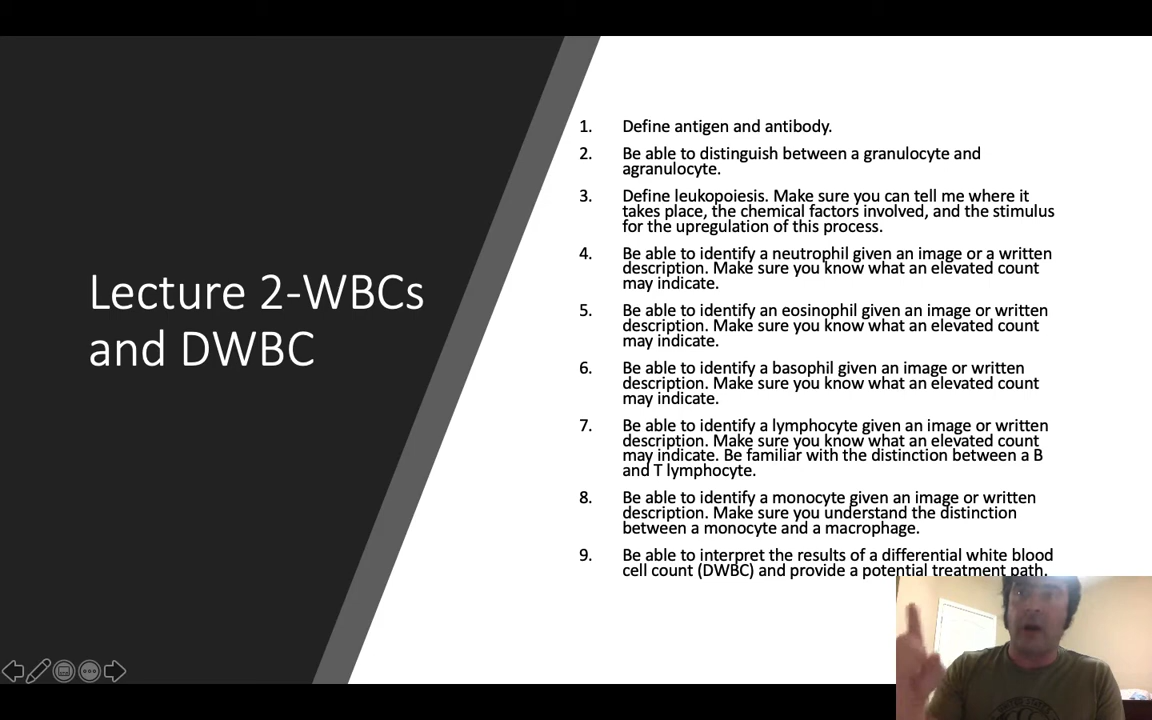 Lecture 2-WBCs
and DWBC
1. Define antigen and antibody.
2. Be able to distinguish between a granulocyte and
agranulocyte.
3. Define leukopoiesis. Make sure you can tell me where it
takes place, the chemical factors involved, and the stimulus
for the upregulation of this process.
4. Be able to identify a neutrophil given an image or a written
description. Make sure you know what an elevated count
may indicate.
5. Be able to identify an eosinophil given an image or written
description. Make sure you know what an elevated count
may indicate.
6. Be able to identify a basophil given an image or written
description. Make sure you know what an elevated count
may indicate.
7. Be able to identify a lymphocyte given an image or written
description. Make sure you know what an elevated count
may indicate. Be familiar with the distinction between a B
and T lymphocyte.
8. Be able to identify a monocyte given an image or written
description. Make sure you understand the distinction
between a monocyte and a macrophage.
9. Be able to interpret the results of a differential white blood
cell count (DWBC) and provide a potential treatment path.